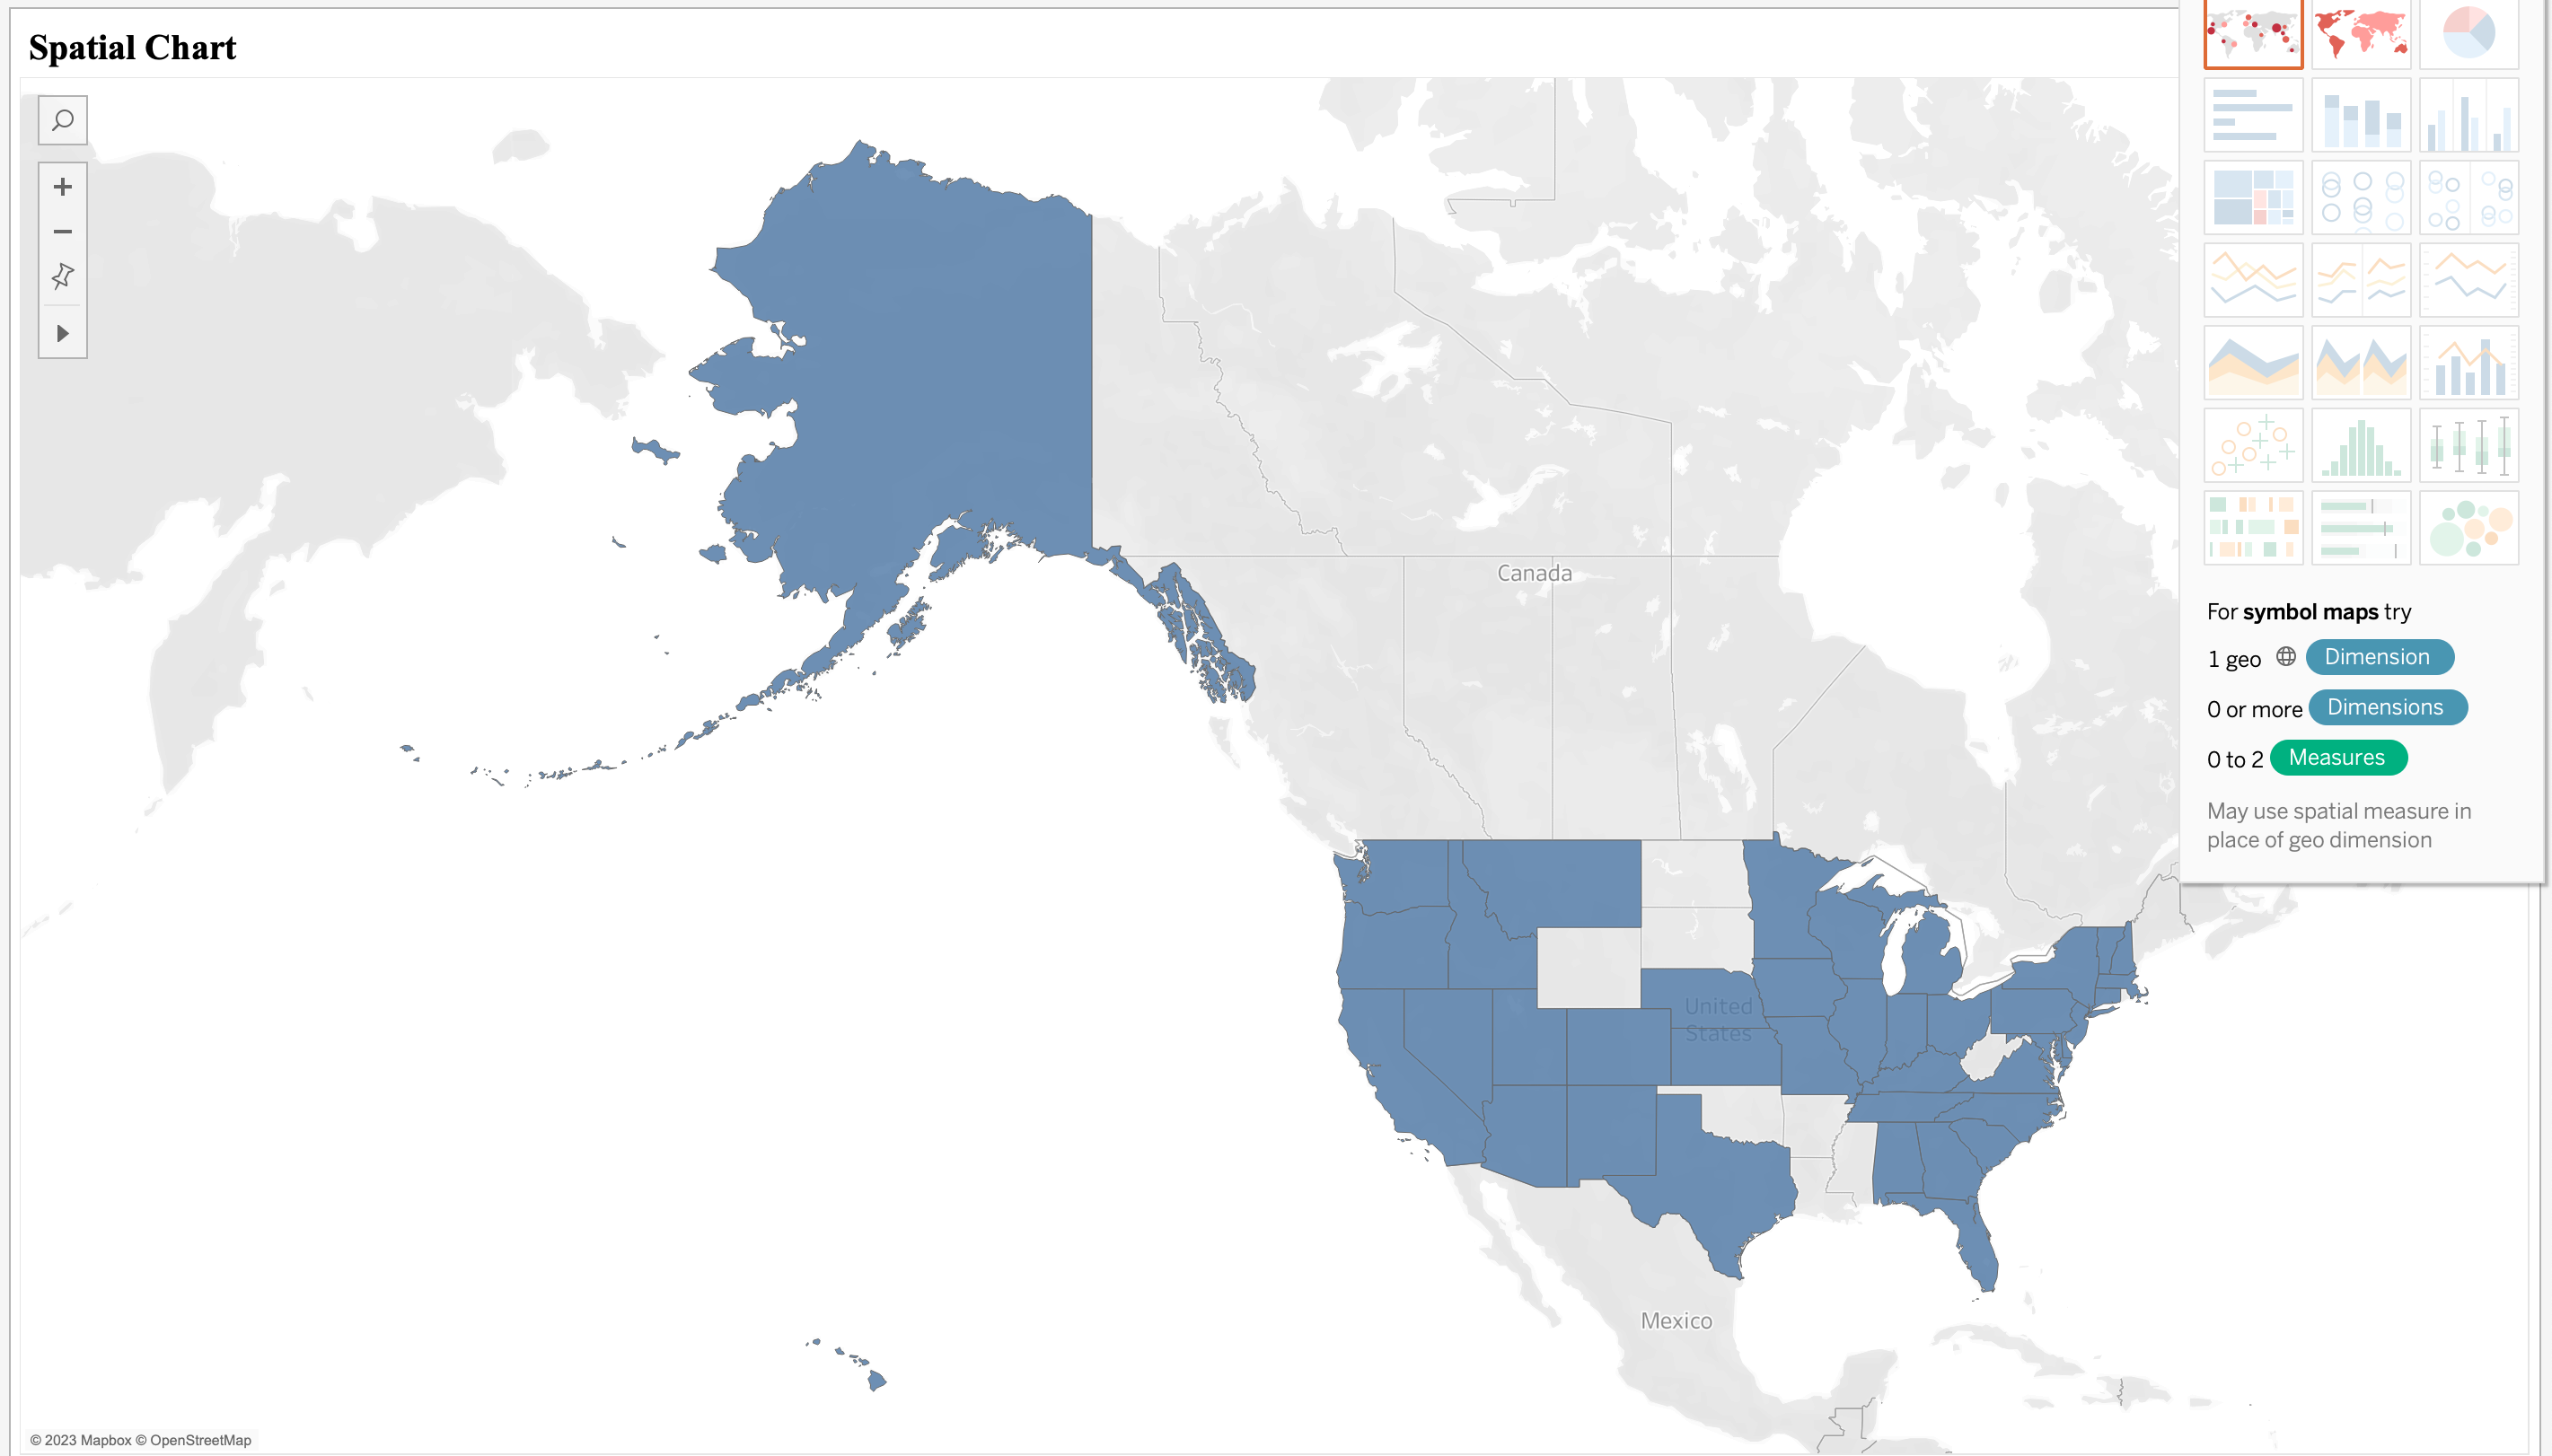 Spatial Chart
Canada
United
States
Mexico
© 2023 Mapbox © OpenStreetMap
For symbol maps try
1 geo Dimension
0 or more Dimensions
0 to 2 Measures
May use spatial measure in
place of geo dimension